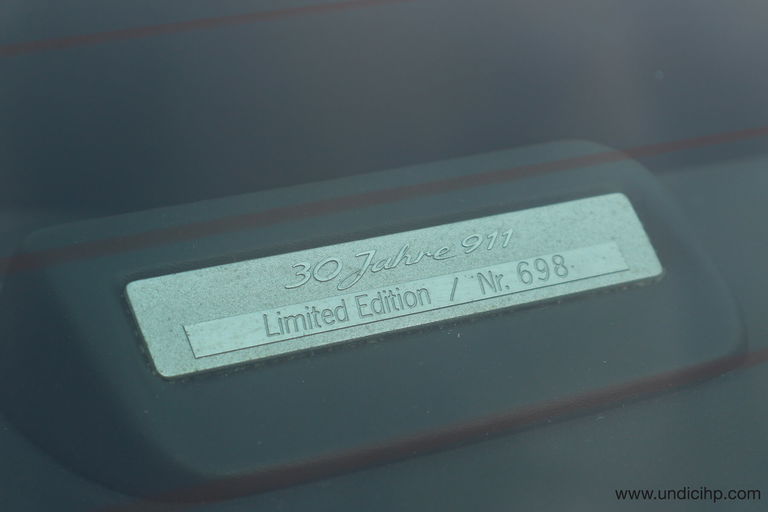 30 Jahre 911
Limited Edition / Nr. 698
www.undicihp.com